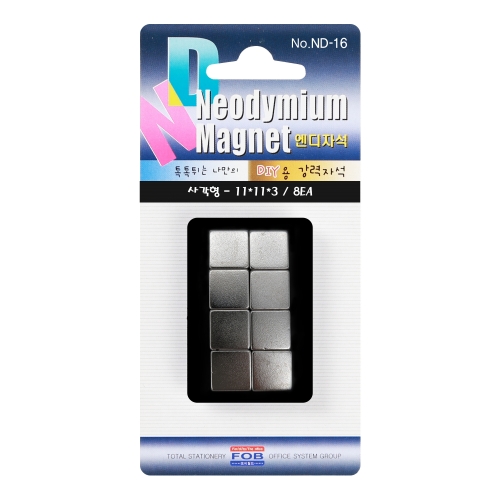 No.ND-16
ND
Neodymium
Magnet 엔디자석
톡톡튀는 나만의 DIY용 강력자석
사각형 - 11*11*3 / 8EA
TOTAL STATIONERY FOB OFFICE SYSTEM GROUP